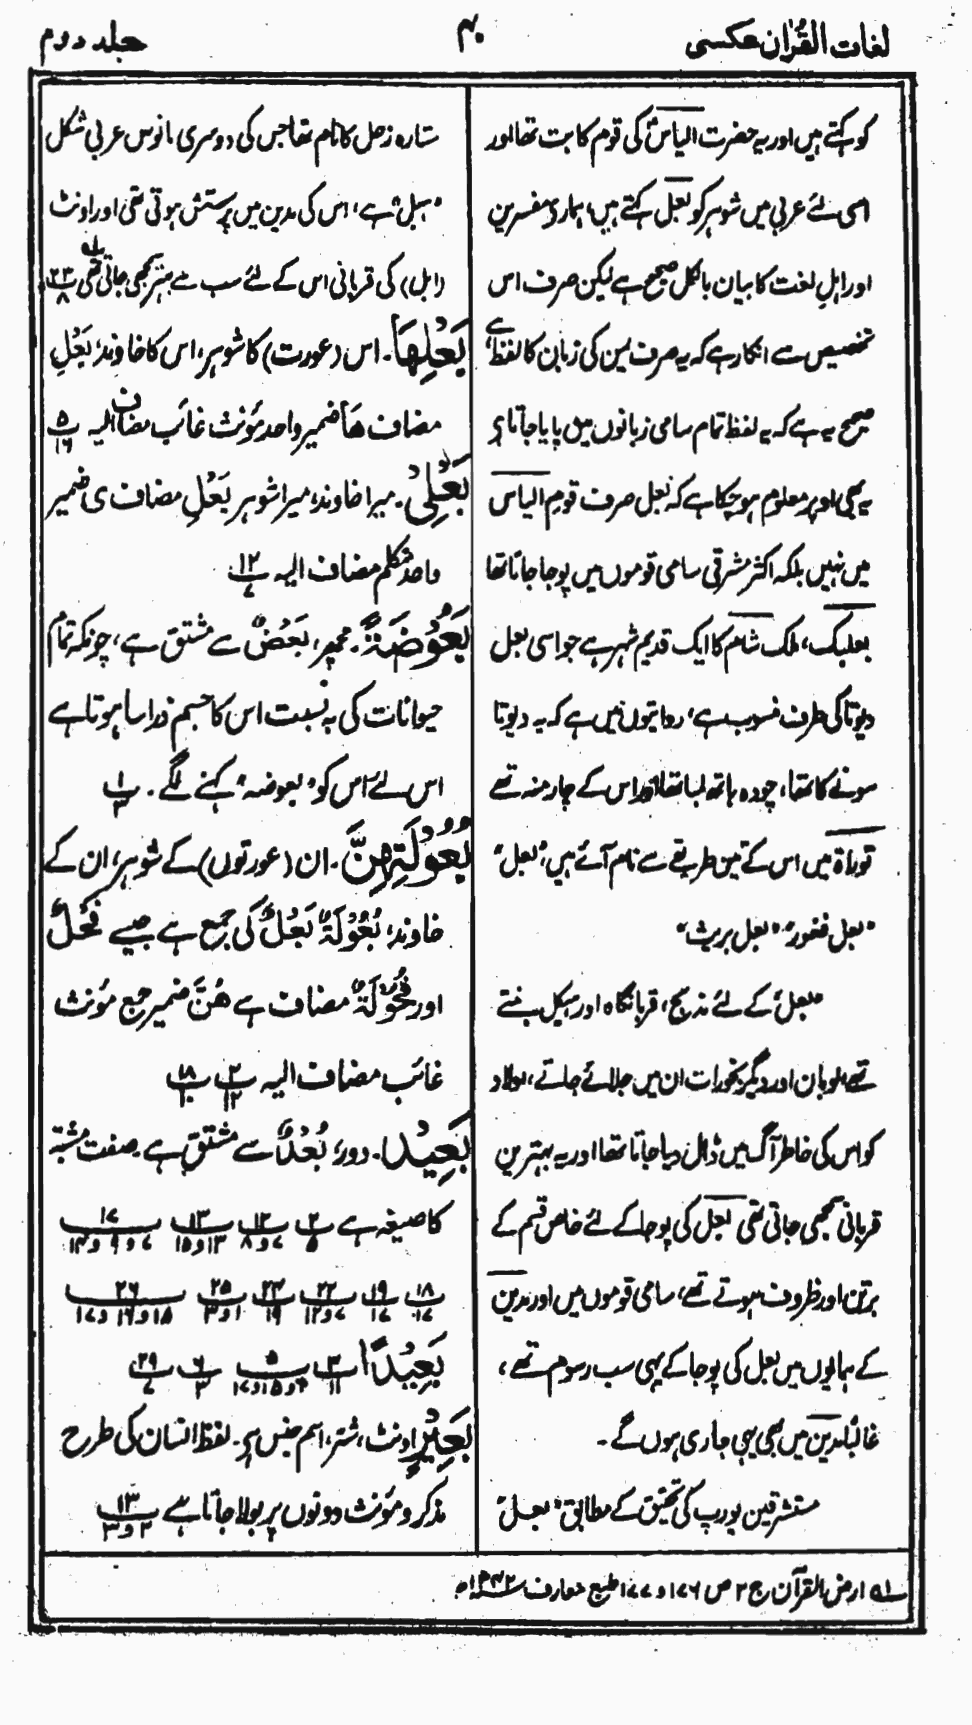 لغات القرآن عکسی
۴۰
جلد دوم
کو کہتے ہیں اور یہ حضرت الیاسؑ کی قوم کا بت تھا اور
اسی لئے عربی میں شوہر کو بعل کہتے ہیں، ہمارے مفسرین
اور اہلِ لغت کا بیان بالکل صحیح ہے لیکن صرف اس
تخصیص سے انکار ہے کہ یہ صرف یمن کی زبان کا لفظ ہے،
صحیح یہ ہے کہ یہ لفظ تمام سامی زبانوں میں پایا جاتا ہے
یہ بھی اوپر معلوم ہو چکا ہے کہ بعل صرف قومِ الیاس
میں نہیں بلکہ اکثر مشرقی سامی قوموں میں پوجا جاتا تھا
بعلبک، ملک شام کا ایک قدیم شہر ہے جو اسی بعل
دیوتا کی طرف منسوب ہے، روایتوں میں ہے کہ یہ دیوتا
سونے کا تھا، چودہ ہاتھ لمبا تھا اور اس کے چار منہ تھے
توراۃ میں اس کے تین طریقے سے نام آئے ہیں، "بعل"
"بعل فغور" "بعل بریث"
"بعل" کے لئے مذبح، قربانگاہ اور ہیکل بنتے
تھے، لوبان اور دیگر بخورات ان میں جلائے جاتے، اولاد
کو اس کی خاطر آگ میں ڈال دیا جاتا تھا اور یہ بہترین
قربانی سمجھی جاتی تھی بعل کی پوجا کے لئے خاص قسم کے
برتن اور ظروف ہوتے تھے، سامی قوموں میں اور مدین
کے ہمسایوں میں بعل کی پوجا کے یہی سب رسوم تھے،
غالباً مدین میں بھی یہی جاری ہوں گے۔
مستشرقین یورپ کی تحقیق کے مطابق "بعل"
ستارہ زحل کا نام تھا جس کی دوسری مانوس عربی شکل
"ہبل" ہے، اس کی مدین میں پرستش ہوتی تھی اور اونٹ
(ابل) کی قربانی اس کے لئے سب سے بہتر سمجھی جاتی تھی ؎۱ ۲۳/۸
بَعْلِهَا۔ اس (عورت) کا شوہر، اس کا خاوند، بَعْلِ
مضاف هَا ضمیر واحد مؤنث غائب مضاف الیہ ۵/۱۶
بَعْلِیْ۔ میرا خاوند، میرا شوہر بَعْلِ مضاف ی ضمیر
واحد متکلم مضاف الیہ ۱۲/۷
بَعُوْضَةً۔ مچھر، بَعْضٌ سے مشتق ہے، چونکہ تمام
حیوانات کی بہ نسبت اس کا جسم ذرا سا ہوتا ہے
اس لئے اس کو "بعوضہ" کہنے لگے۔ ۱/۳
بُعُوْلَتِهِنَّ۔ ان (عورتوں) کے شوہر، ان کے
خاوند، بُعُوْلَةٌ بَعْلٌ کی جمع ہے جیسے فَحْلٌ
اور فُحُوْلَةٌ مضاف ہے هُنَّ ضمیر جمع مؤنث
غائب مضاف الیہ ۲/۱۲ ۱۸/۱۰
بَعِیْدٍ۔ دور، بُعْدٌ سے مشتق ہے صفت مشبہ
کا صیغہ ہے ۲/۵ ۱۲/۷و۸ ۱۳/۱۳و۱۵ ۱۷/۷و۹و۱۴
۱۸/۱۷ ۱۹/۱۷ ۲۲/۷و۱۲ ۲۳/۱۹ ۲۵/۱و۳ ۲۶/۱۵و۱۶و۱۷
بَعِیْدًا ۳/۱۱ ۵/۴و۱۵و۱۷ ۶/۳ ۲۹/۷
بَعِیْرٍ اونٹ، شتر، اسم جنس ہے۔ لفظ انسان کی طرح
مذکر و مؤنث دونوں پر بولا جاتا ہے ۱۳/۲و۳
؎۱ ارض القرآن ج ۲ ص ۱۷۶ و ۱۷۷ طبع معارف